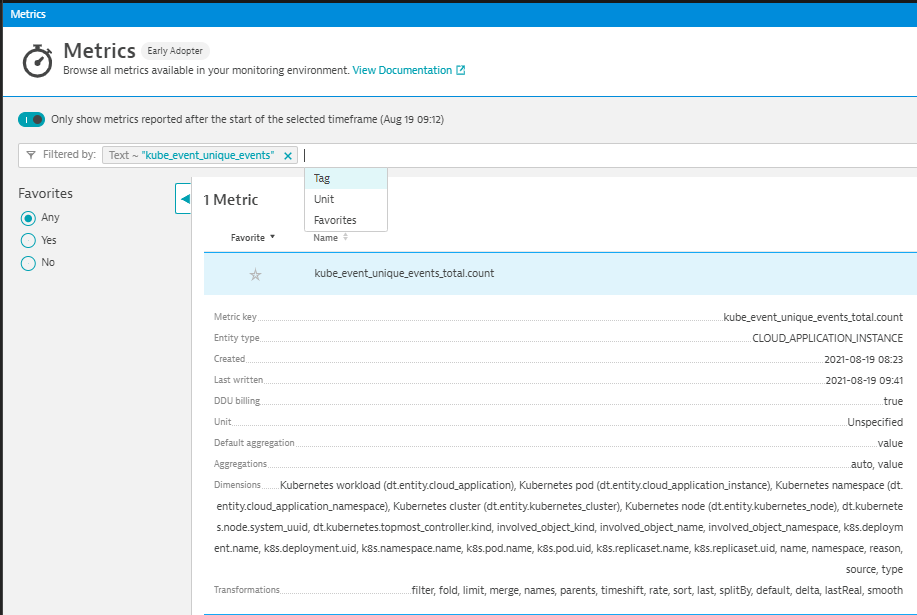 Metrics
Metrics Early Adopter
Browse all metrics available in your monitoring environment. View Documentation
Only show metrics reported after the start of the selected timeframe (Aug 19 09:12)
Filtered by: Text ~ "kube_event_unique_events" ×
Tag
Unit
Favorites
Favorites
Any
Yes
No
1 Metric
Favorite Name
kube_event_unique_events_total.count
Metric key kube_event_unique_events_total.count
Entity type CLOUD_APPLICATION_INSTANCE
Created 2021-08-19 08:23
Last written 2021-08-19 09:41
DDU billing true
Unit Unspecified
Default aggregation value
Aggregations auto, value
Dimensions Kubernetes workload (dt.entity.cloud_application), Kubernetes pod (dt.entity.cloud_application_instance), Kubernetes namespace (dt.
entity.cloud_application_namespace), Kubernetes cluster (dt.entity.kubernetes_cluster), Kubernetes node (dt.entity.kubernetes_node), dt.kubernete
s.node.system_uuid, dt.kubernetes.topmost_controller.kind, involved_object_kind, involved_object_name, involved_object_namespace, k8s.deploym
ent.name, k8s.deployment.uid, k8s.namespace.name, k8s.pod.name, k8s.pod.uid, k8s.replicaset.name, k8s.replicaset.uid, name, namespace, reason,
source, type
Transformations filter, fold, limit, merge, names, parents, timeshift, rate, sort, last, splitBy, default, delta, lastReal, smooth